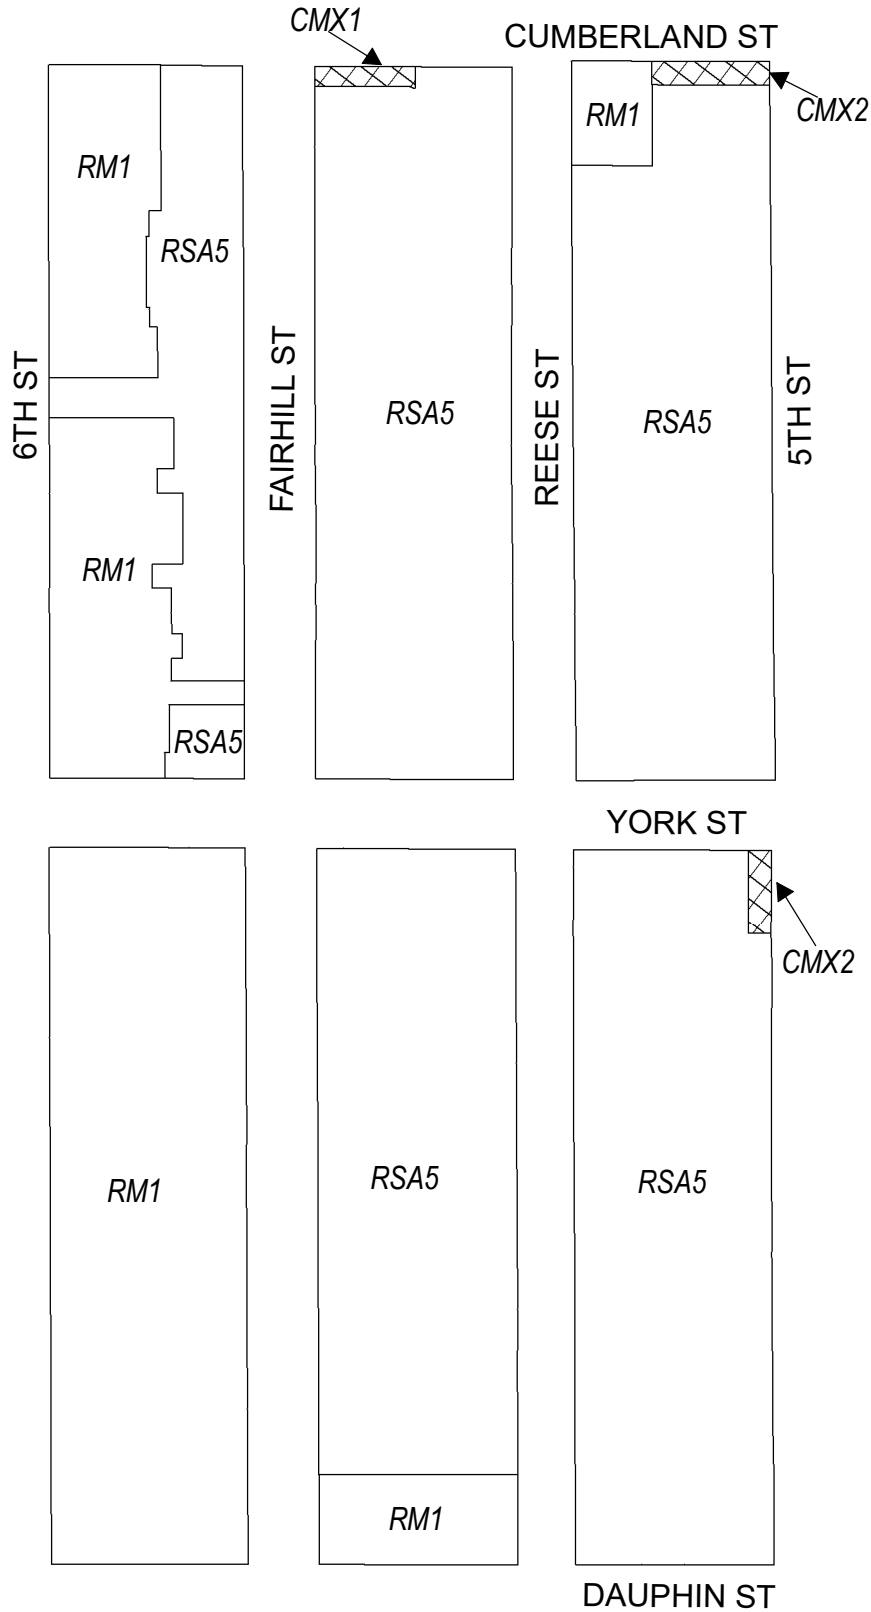 CMX1
CUMBERLAND ST
CMX2
RM1
RM1
RSA5
6TH ST
FAIRHILL ST
RSA5
REESE ST
RSA5
5TH ST
RM1
RSA5
YORK ST
CMX2
RM1
RSA5
RSA5
RM1
DAUPHIN ST